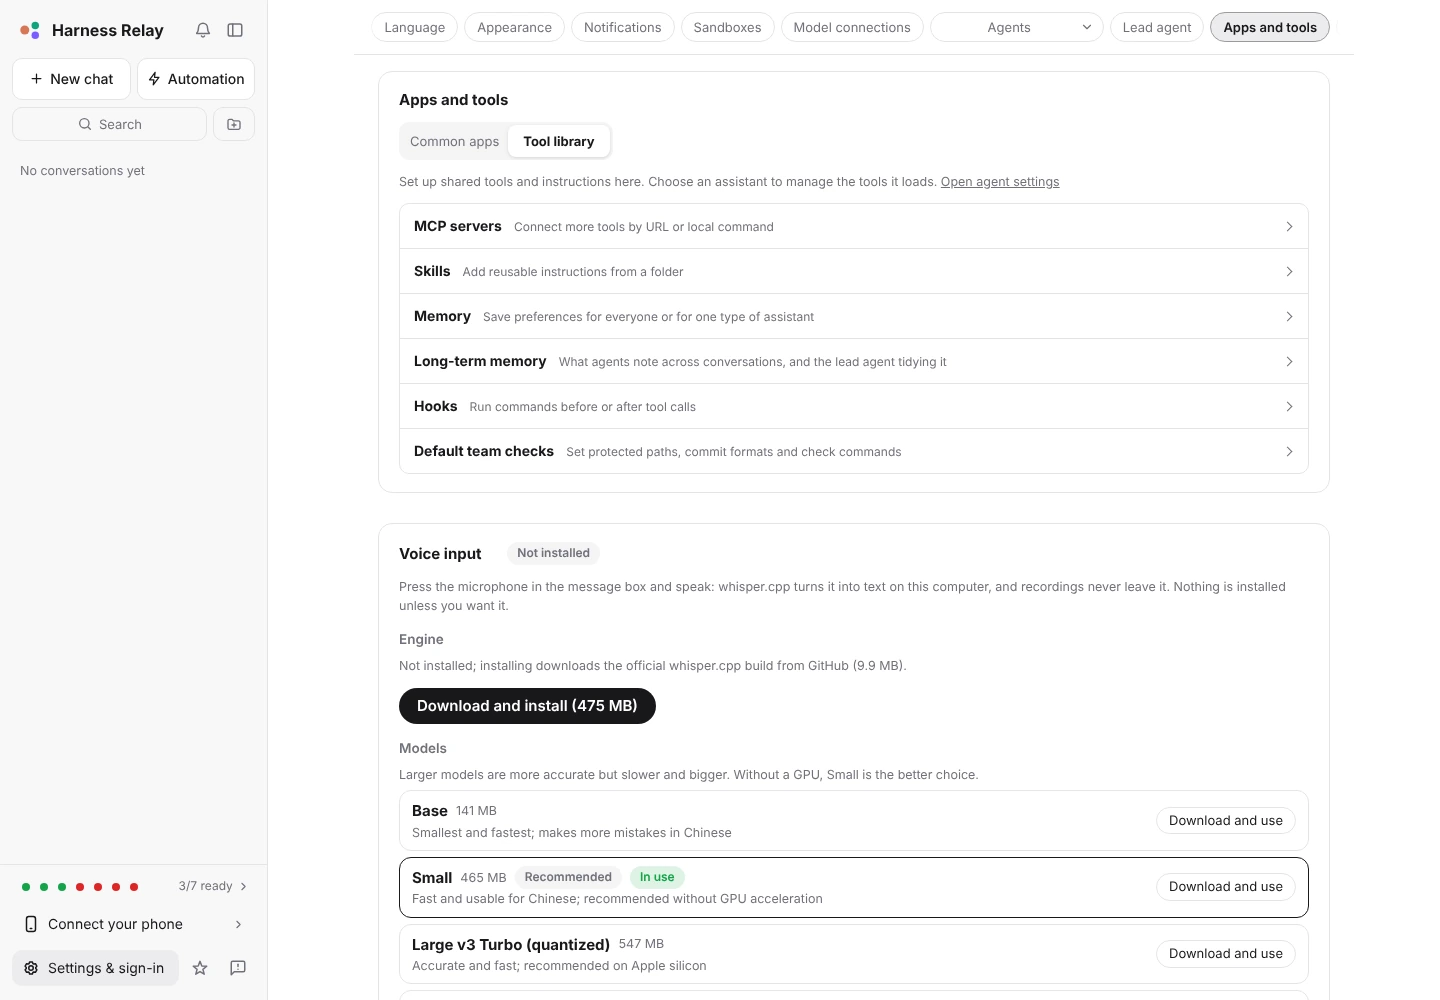 Harness Relay
New chat
Automation
Search
No conversations yet
3/7 ready
Connect your phone
Settings & sign-in
Language
Appearance
Notifications
Sandboxes
Model connections
Agents
Lead agent
Apps and tools
Apps and tools
Common apps
Tool library
Set up shared tools and instructions here. Choose an assistant to manage the tools it loads. Open agent settings
MCP servers Connect more tools by URL or local command
Skills Add reusable instructions from a folder
Memory Save preferences for everyone or for one type of assistant
Long-term memory What agents note across conversations, and the lead agent tidying it
Hooks Run commands before or after tool calls
Default team checks Set protected paths, commit formats and check commands
Voice input Not installed
Press the microphone in the message box and speak: whisper.cpp turns it into text on this computer, and recordings never leave it. Nothing is installed
unless you want it.
Engine
Not installed; installing downloads the official whisper.cpp build from GitHub (9.9 MB).
Download and install (475 MB)
Models
Larger models are more accurate but slower and bigger. Without a GPU, Small is the better choice.
Base 141 MB
Smallest and fastest; makes more mistakes in Chinese
Download and use
Small 465 MB Recommended In use
Fast and usable for Chinese; recommended without GPU acceleration
Download and use
Large v3 Turbo (quantized) 547 MB
Accurate and fast; recommended on Apple silicon
Download and use